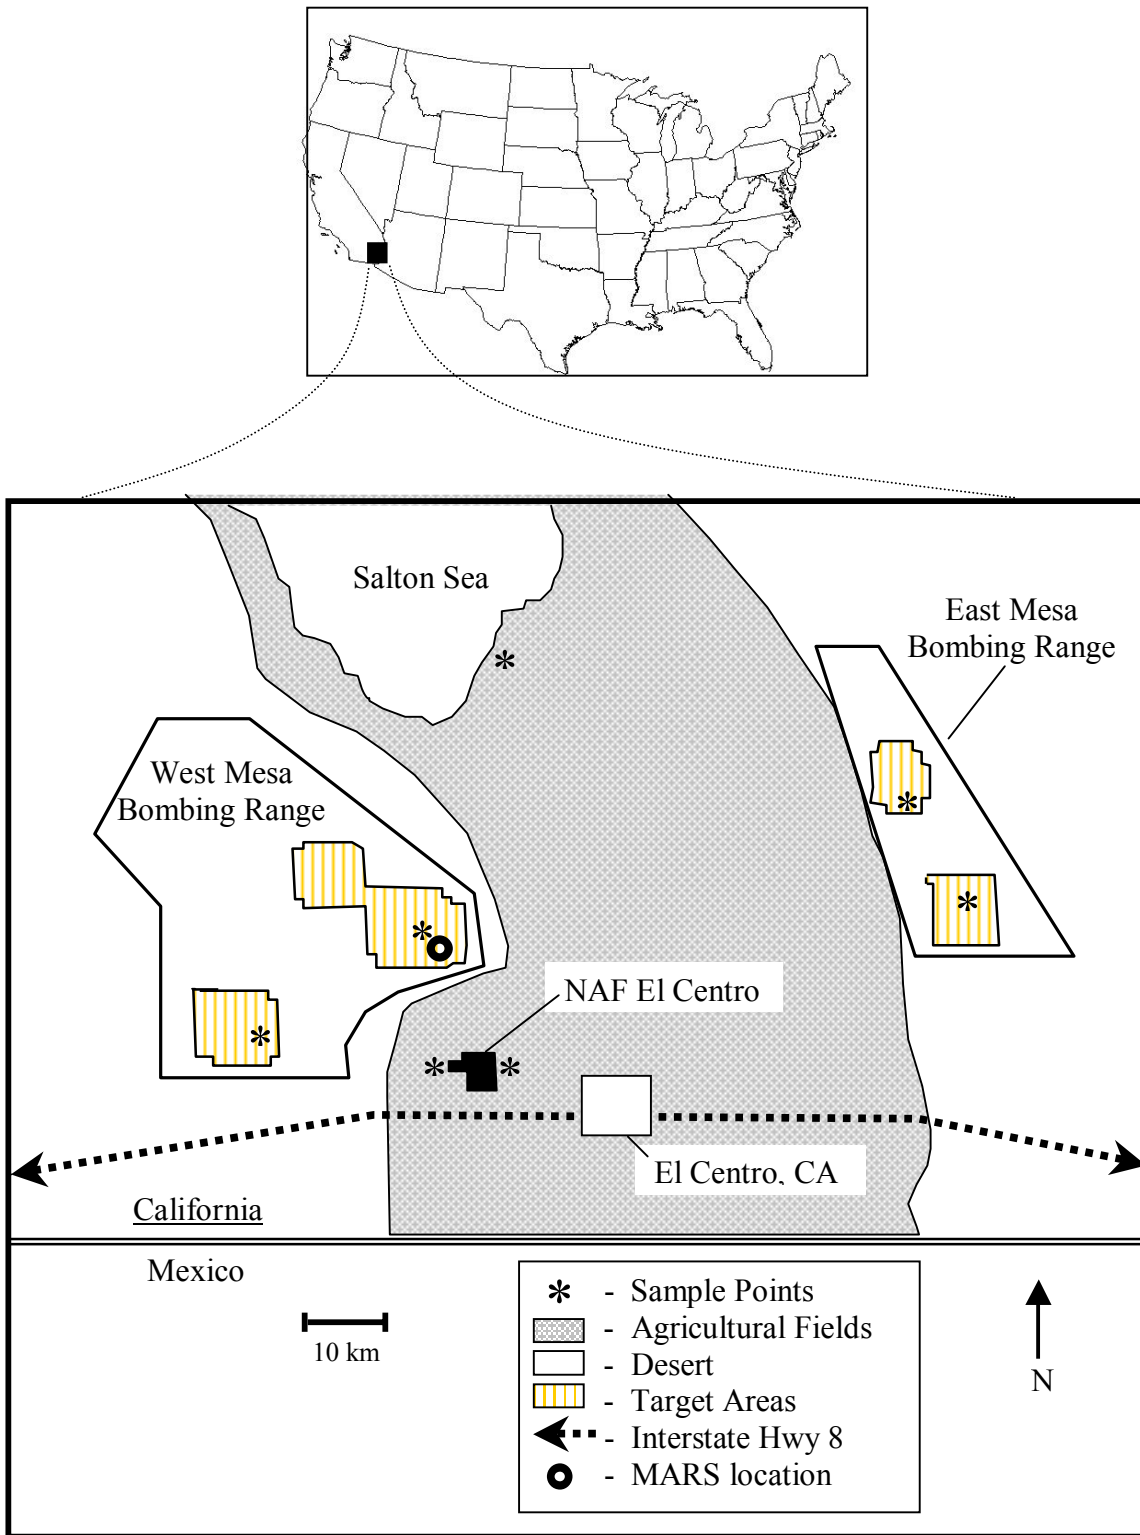 Salton Sea
East Mesa
Bombing Range
West Mesa
Bombing Range
NAF El Centro
El Centro, CA
California
Mexico
10 km
* - Sample Points
- Agricultural Fields
- Desert
- Target Areas
- Interstate Hwy 8
- MARS location
N